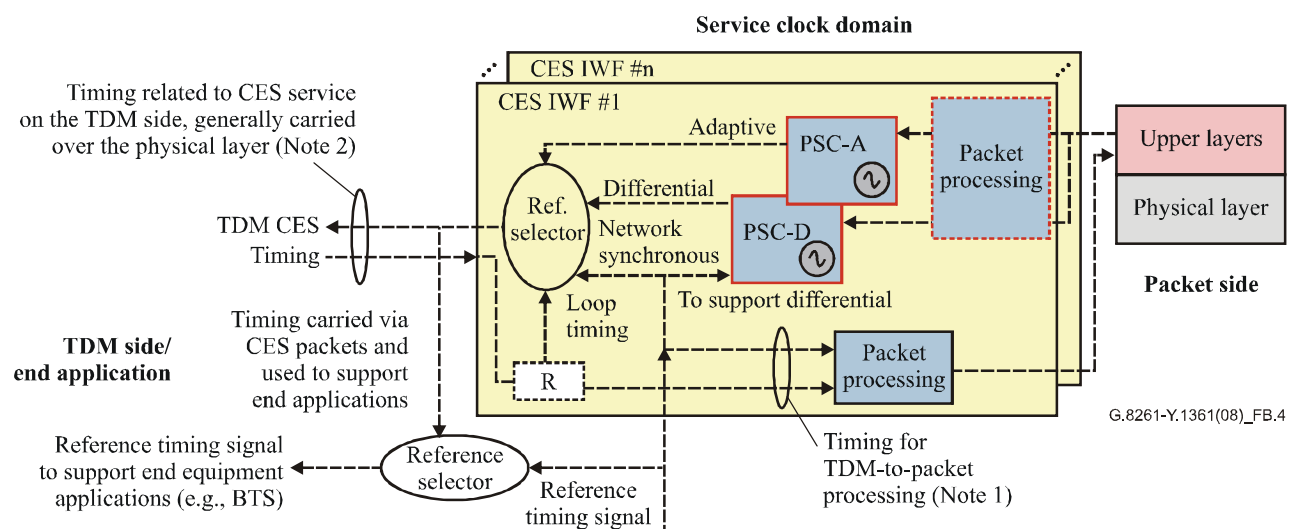 Service clock domain
CES IWF #n
CES IWF #1
Timing related to CES service
on the TDM side, generally carried
over the physical layer (Note 2)
Adaptive
PSC-A
Packet
processing
Upper layers
Physical layer
Packet side
Differential
PSC-D
Ref.
selector
Network
synchronous
TDM CES
Timing
To support differential
Loop
timing
Timing carried via
CES packets and
used to support
end applications
TDM side/
end application
R
Packet
processing
G.8261-Y.1361(08)_FB.4
Reference timing signal
to support end equipment
applications (e.g., BTS)
Reference
selector
Reference
timing signal
Timing for
TDM-to-packet
processing (Note 1)